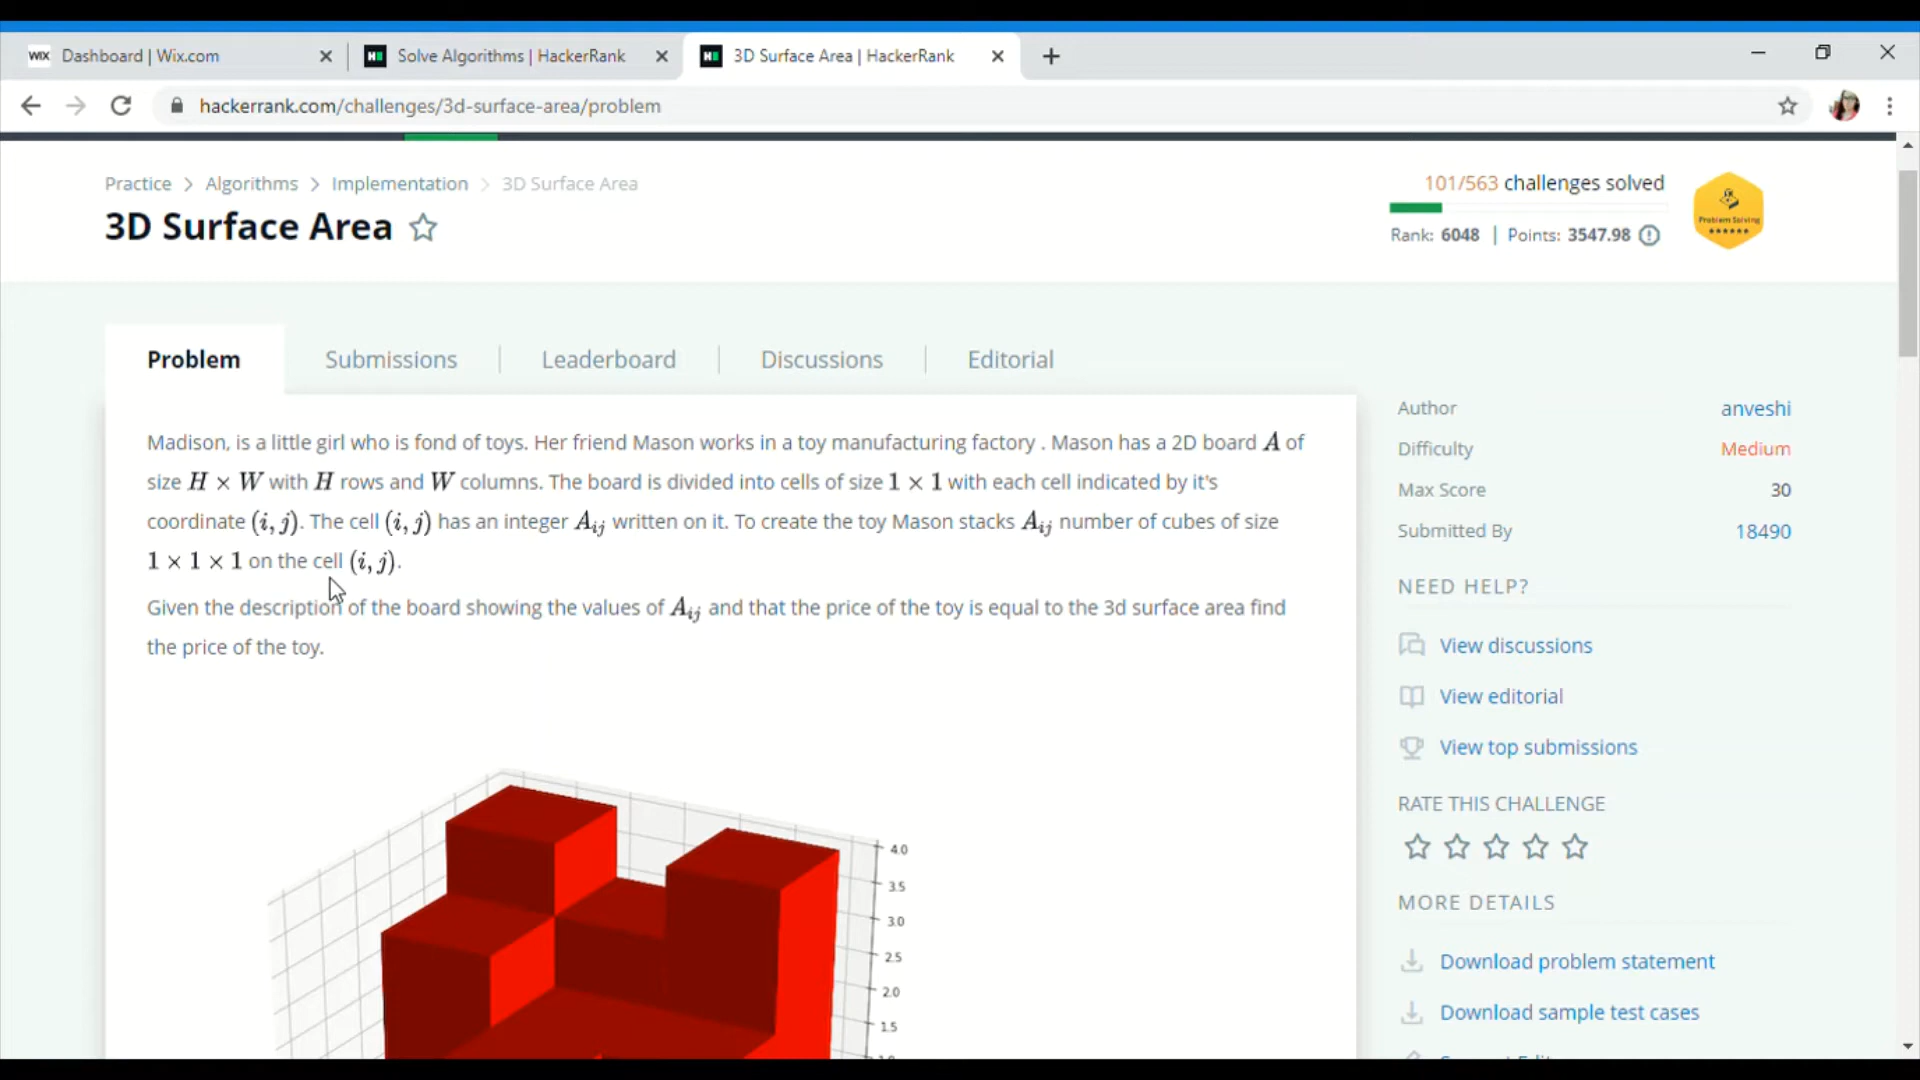 WIX Dashboard | Wix.com
H Solve Algorithms | HackerRank
H 3D Surface Area | HackerRank
hackerrank.com/challenges/3d-surface-area/problem
Practice > Algorithms > Implementation > 3D Surface Area
3D Surface Area
101/563 challenges solved
Rank: 6048 | Points: 3547.98
Problem Solving
Problem
Submissions
Leaderboard
Discussions
Editorial
Madison, is a little girl who is fond of toys. Her friend Mason works in a toy manufacturing factory . Mason has a 2D board A of
size H × W with H rows and W columns. The board is divided into cells of size 1 × 1 with each cell indicated by it's
coordinate (i, j). The cell (i, j) has an integer Aij written on it. To create the toy Mason stacks Aij number of cubes of size
1 × 1 × 1 on the cell (i, j).
Given the description of the board showing the values of Aij and that the price of the toy is equal to the 3d surface area find
the price of the toy.
4.0
3.5
3.0
2.5
2.0
1.5
Author anveshi
Difficulty Medium
Max Score 30
Submitted By 18490
NEED HELP?
View discussions
View editorial
View top submissions
RATE THIS CHALLENGE
MORE DETAILS
Download problem statement
Download sample test cases